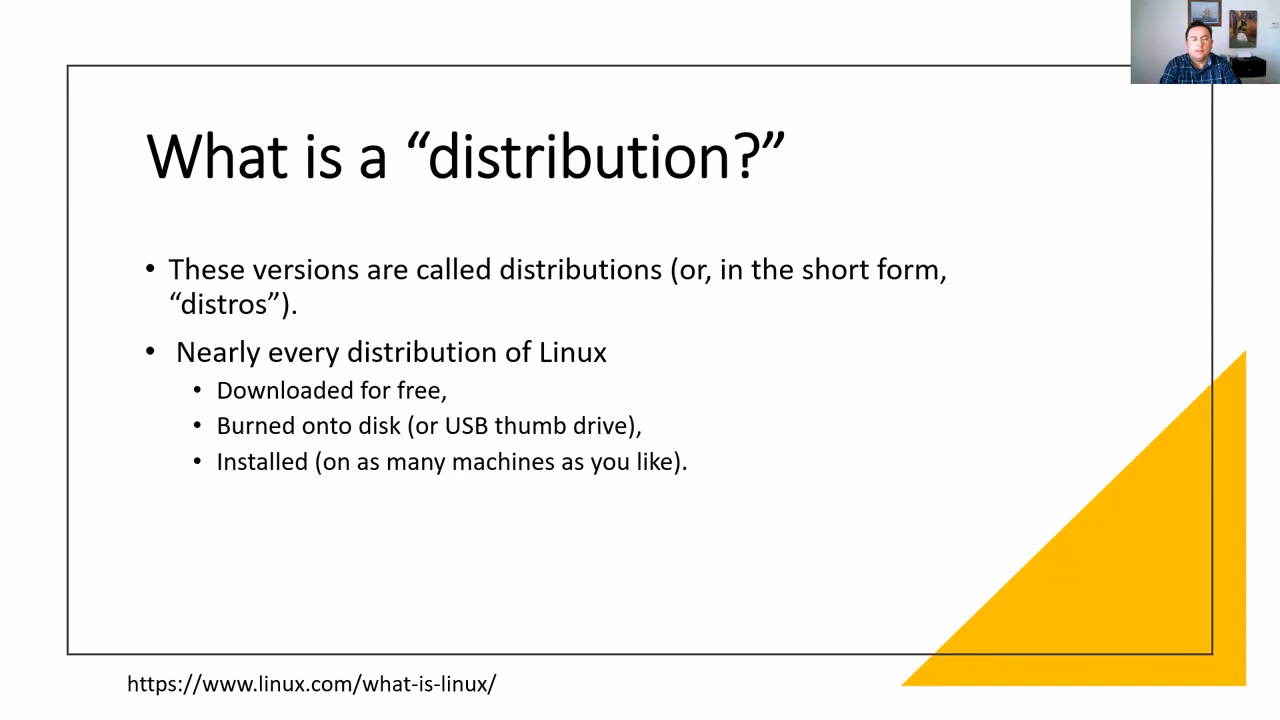 What is a “distribution?”
• These versions are called distributions (or, in the short form,
“distros”).
• Nearly every distribution of Linux
• Downloaded for free,
• Burned onto disk (or USB thumb drive),
• Installed (on as many machines as you like).
https://www.linux.com/what-is-linux/